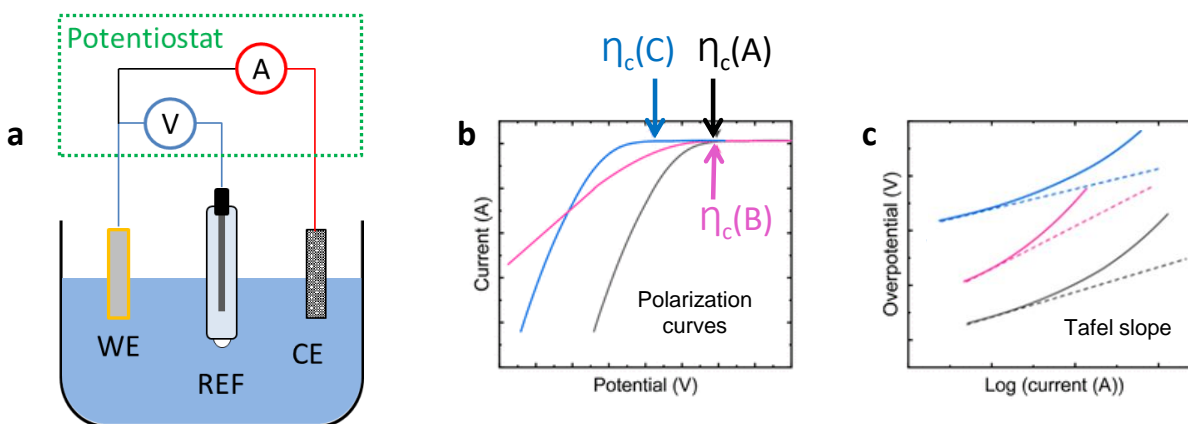 a
Potentiostat
A
V
WE
REF
CE
b
ηc(C)
ηc(A)
ηc(B)
Current (A)
Polarization
curves
Potential (V)
c
Overpotential (V)
Tafel slope
Log (current (A))